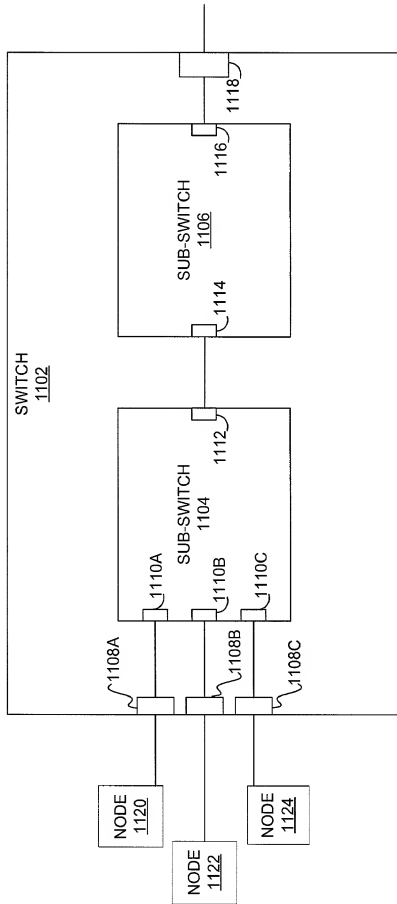 SWITCH
1102
1118
1116
SUB-SWITCH
1106
1114
1112
SUB-SWITCH
1104
1110A
1110B
1110C
1108A
1108B
1108C
NODE
1120
NODE
1122
NODE
1124